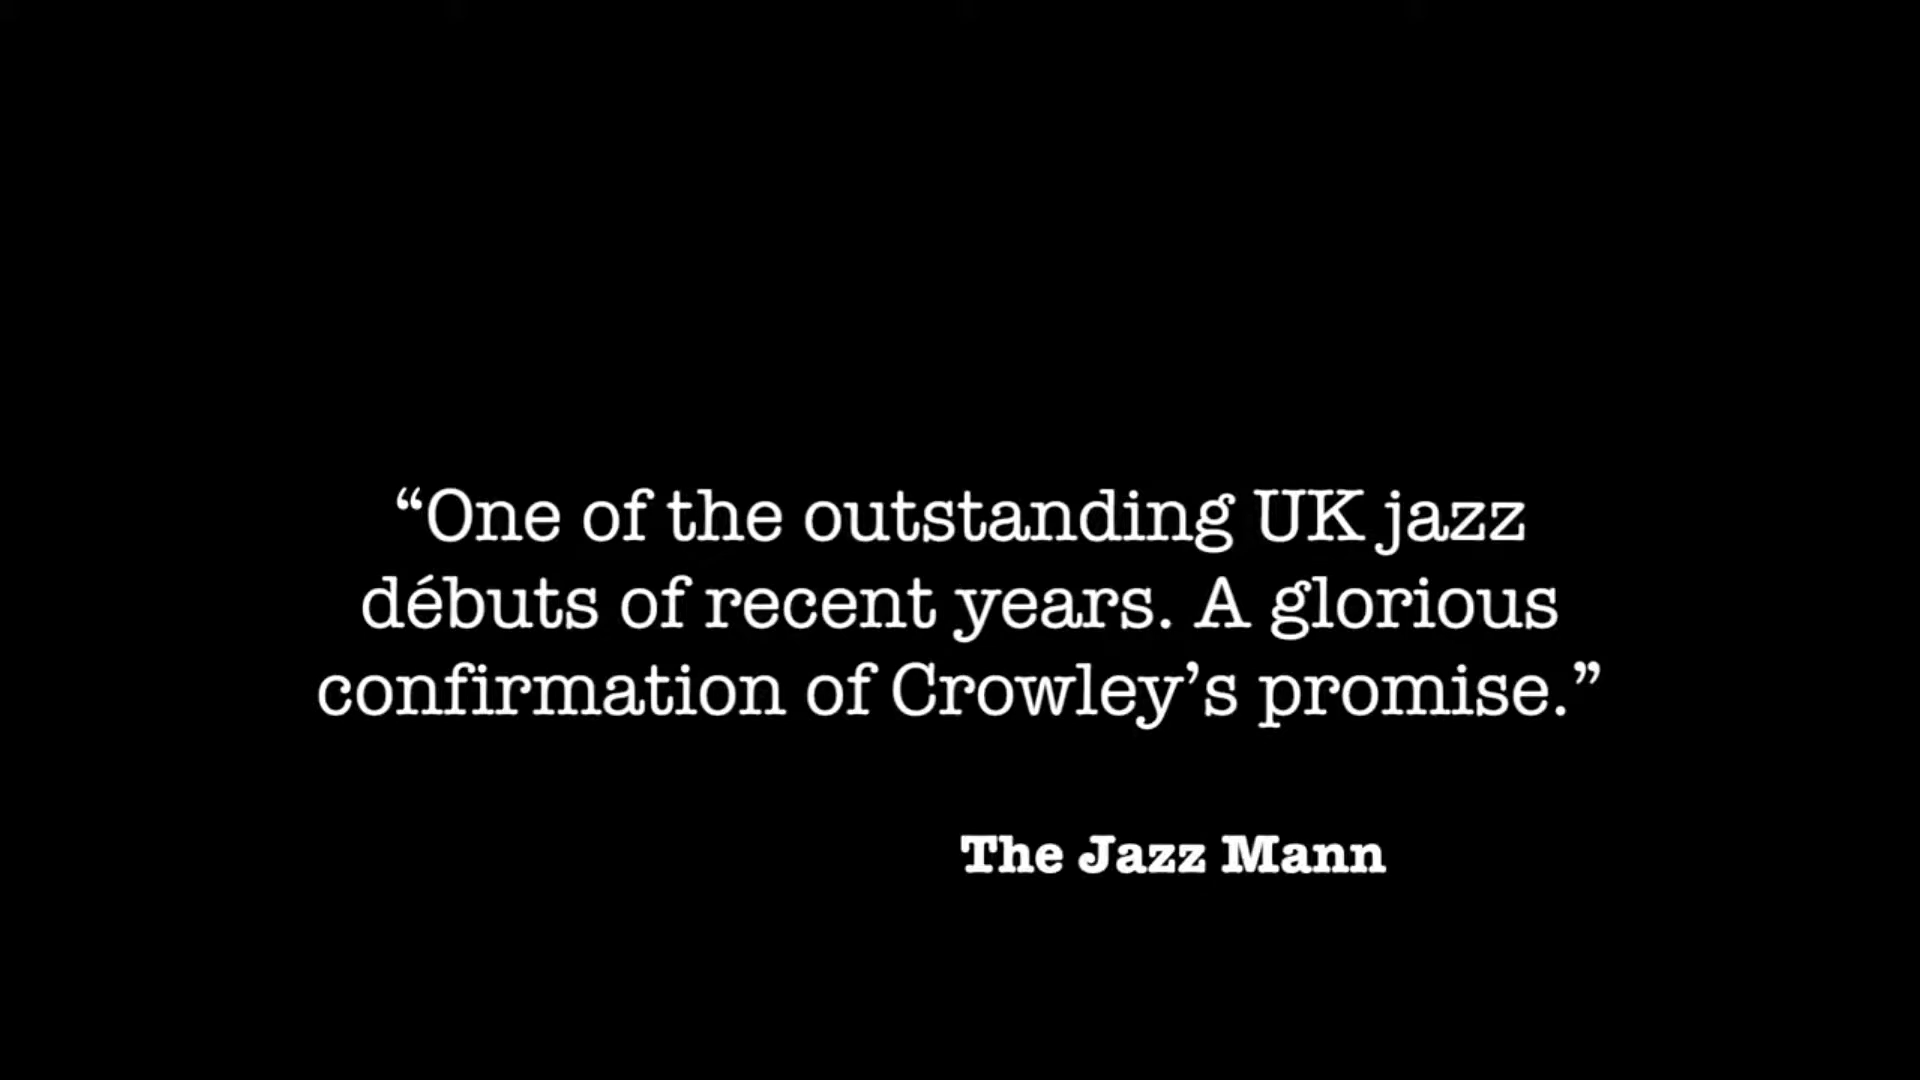 “One of the outstanding UK jazz
débuts of recent years. A glorious
confirmation of Crowley’s promise.”
The Jazz Mann